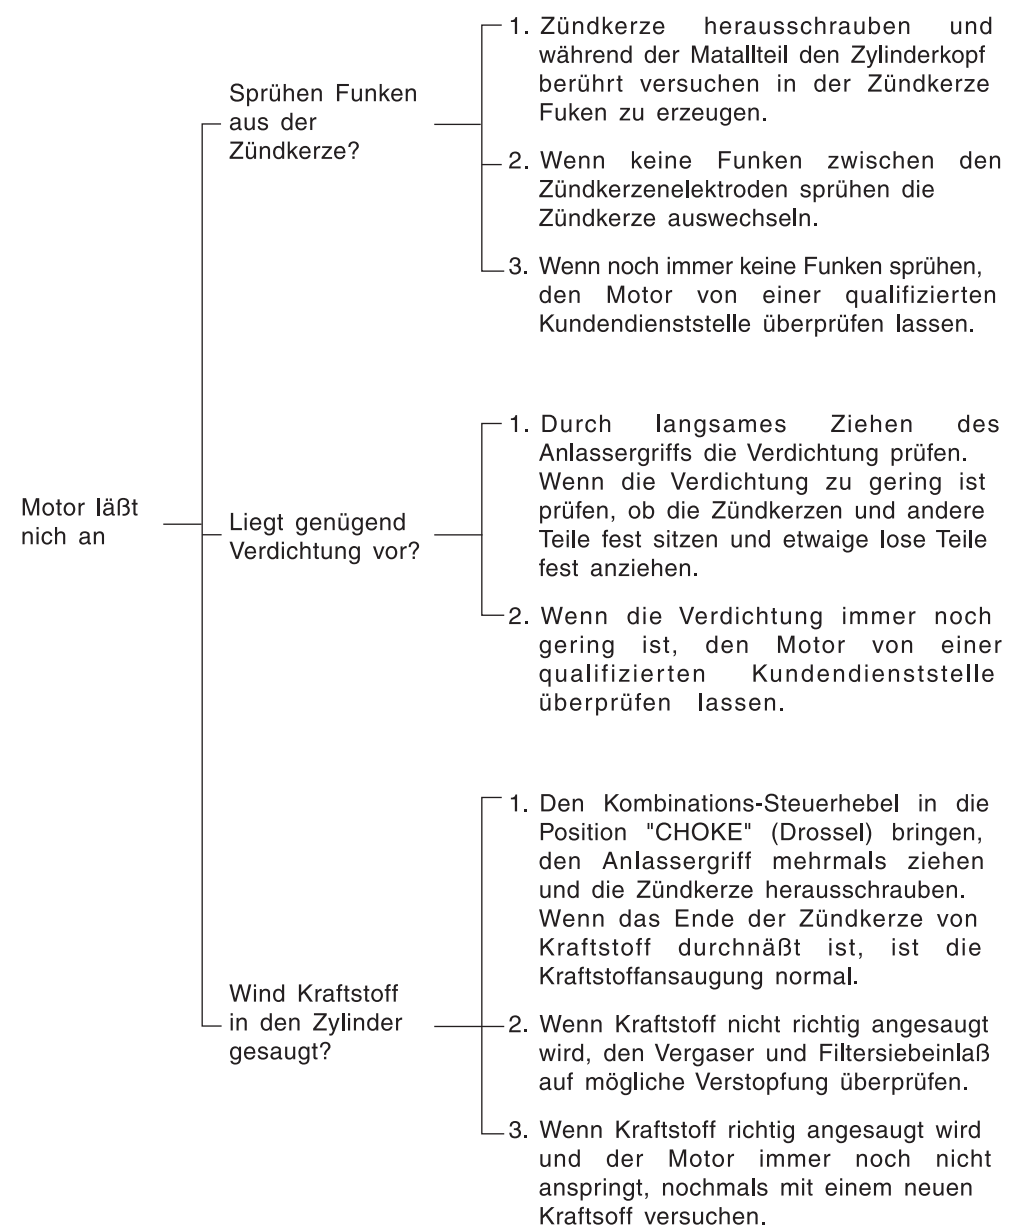 Motor läßt
nich an
Sprühen Funken
aus der
Zündkerze?
1. Zündkerze herausschrauben und
während der Matallteil den Zylinderkopf
berührt versuchen in der Zündkerze
Fuken zu erzeugen.
2. Wenn keine Funken zwischen den
Zündkerzenelektroden sprühen die
Zündkerze auswechseln.
3. Wenn noch immer keine Funken sprühen,
den Motor von einer qualifizierten
Kundendienststelle überprüfen lassen.
Liegt genügend
Verdichtung vor?
1. Durch langsames Ziehen des
Anlassergriffs die Verdichtung prüfen.
Wenn die Verdichtung zu gering ist
prüfen, ob die Zündkerzen und andere
Teile fest sitzen und etwaige lose Teile
fest anziehen.
2. Wenn die Verdichtung immer noch
gering ist, den Motor von einer
qualifizierten Kundendienststelle
überprüfen lassen.
Wind Kraftstoff
in den Zylinder
gesaugt?
1. Den Kombinations-Steuerhebel in die
Position "CHOKE" (Drossel) bringen,
den Anlassergriff mehrmals ziehen
und die Zündkerze herausschrauben.
Wenn das Ende der Zündkerze von
Kraftstoff durchnäßt ist, ist die
Kraftstoffansaugung normal.
2. Wenn Kraftstoff nicht richtig angesaugt
wird, den Vergaser und Filtersiebeinlaß
auf mögliche Verstopfung überprüfen.
3. Wenn Kraftstoff richtig angesaugt wird
und der Motor immer noch nicht
anspringt, nochmals mit einem neuen
Kraftsoff versuchen.